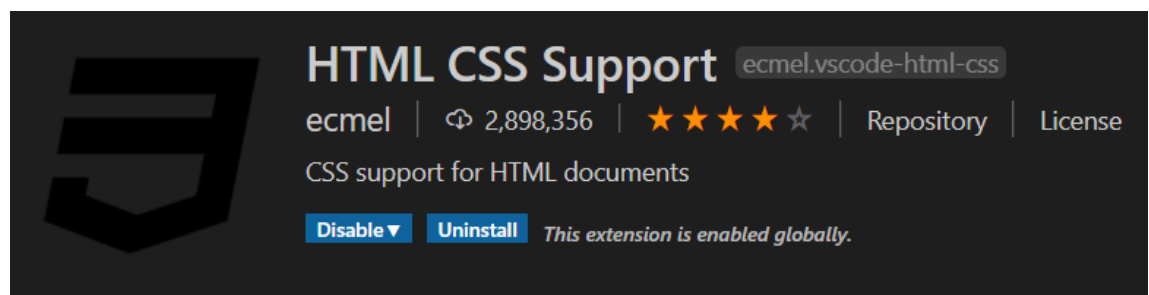 HTML CSS Support ecmel.vscode-html-css
ecmel 2,898,356 Repository License
CSS support for HTML documents
Disable Uninstall This extension is enabled globally.